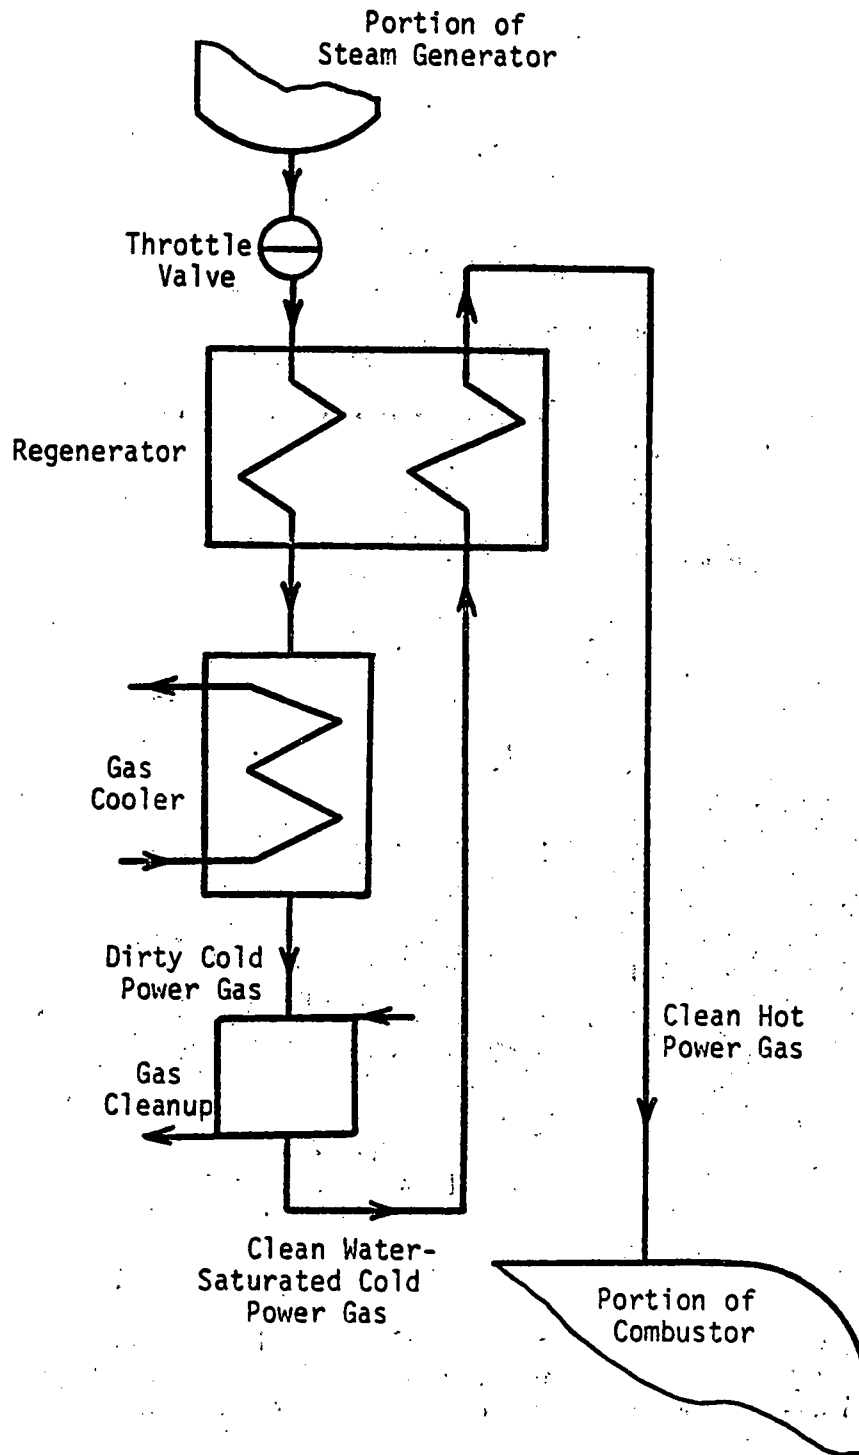 Portion of
Steam Generator
Throttle
Valve
Regenerator
Gas
Cooler
Dirty Cold
Power Gas
Clean Hot
Power Gas
Gas
Cleanup
Clean Water-
Saturated Cold
Power Gas
Portion of
Combustor